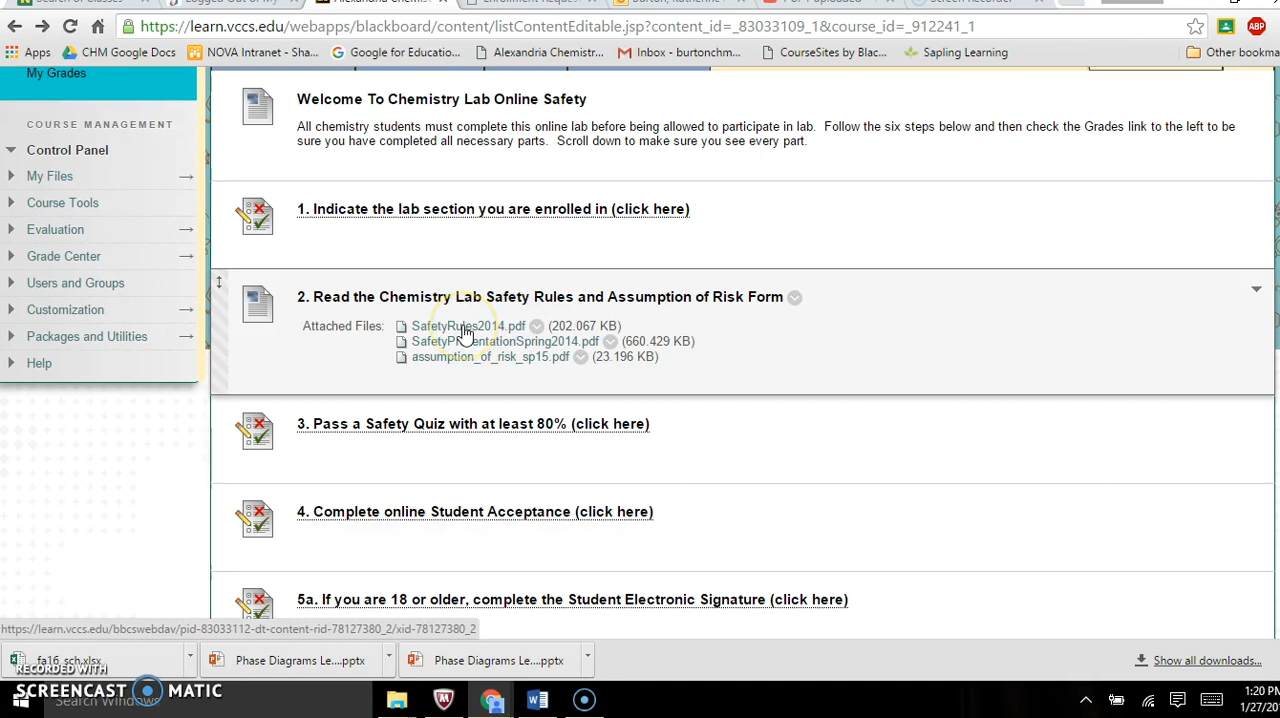 https://learn.vccs.edu/webapps/blackboard/content/listContentEditable.jsp?content_id=_83033109_1&course_id=_912241_1
Apps CHM Google Docs NOVA Intranet - Sha... Google for Educatio... Alexandria Chemistr... Inbox - burtonchm... CourseSites by Blac... Sapling Learning Other bookm
My Grades
COURSE MANAGEMENT
Control Panel
My Files
Course Tools
Evaluation
Grade Center
Users and Groups
Customization
Packages and Utilities
Help
Welcome To Chemistry Lab Online Safety
All chemistry students must complete this online lab before being allowed to participate in lab. Follow the six steps below and then check the Grades link to the left to be
sure you have completed all necessary parts. Scroll down to make sure you see every part.
1. Indicate the lab section you are enrolled in (click here)
2. Read the Chemistry Lab Safety Rules and Assumption of Risk Form
Attached Files: SafetyRules2014.pdf (202.067 KB)
SafetyPresentationSpring2014.pdf (660.429 KB)
assumption_of_risk_sp15.pdf (23.196 KB)
3. Pass a Safety Quiz with at least 80% (click here)
4. Complete online Student Acceptance (click here)
5a. If you are 18 or older, complete the Student Electronic Signature (click here)
https://learn.vccs.edu/bbcswebdav/pid-83033112-dt-content-rid-78127380_2/xid-78127380_2
fa16_sch.xlsx Phase Diagrams Le....pptx Phase Diagrams Le....pptx Show all downloads...
RECORDED WITH
SCREENCAST MATIC
Search Windows
1:20 PM
1/27/20